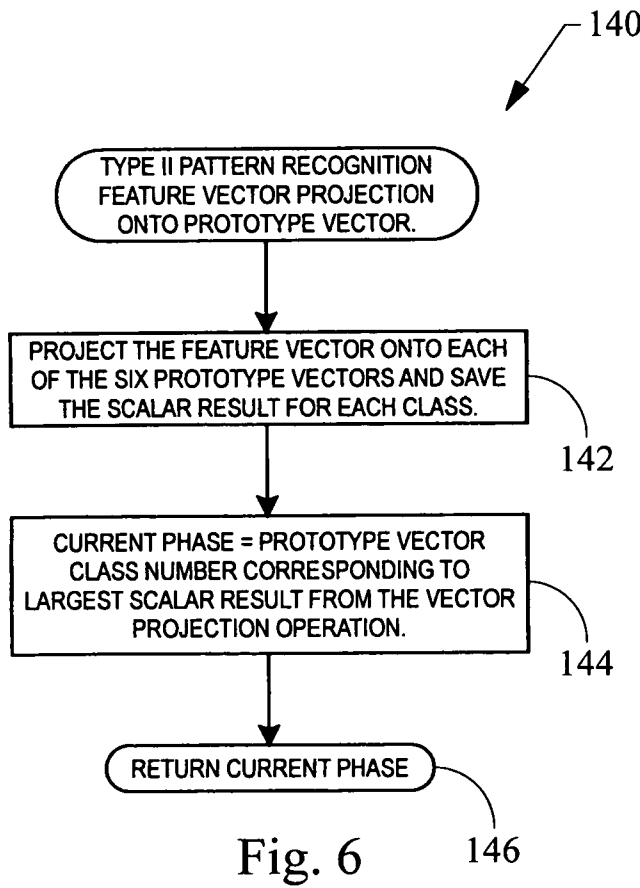 140
TYPE II PATTERN RECOGNITION
FEATURE VECTOR PROJECTION
ONTO PROTOTYPE VECTOR.
PROJECT THE FEATURE VECTOR ONTO EACH
OF THE SIX PROTOTYPE VECTORS AND SAVE
THE SCALAR RESULT FOR EACH CLASS.
142
CURRENT PHASE = PROTOTYPE VECTOR
CLASS NUMBER CORRESPONDING TO
LARGEST SCALAR RESULT FROM THE VECTOR
PROJECTION OPERATION.
144
RETURN CURRENT PHASE
146
Fig. 6